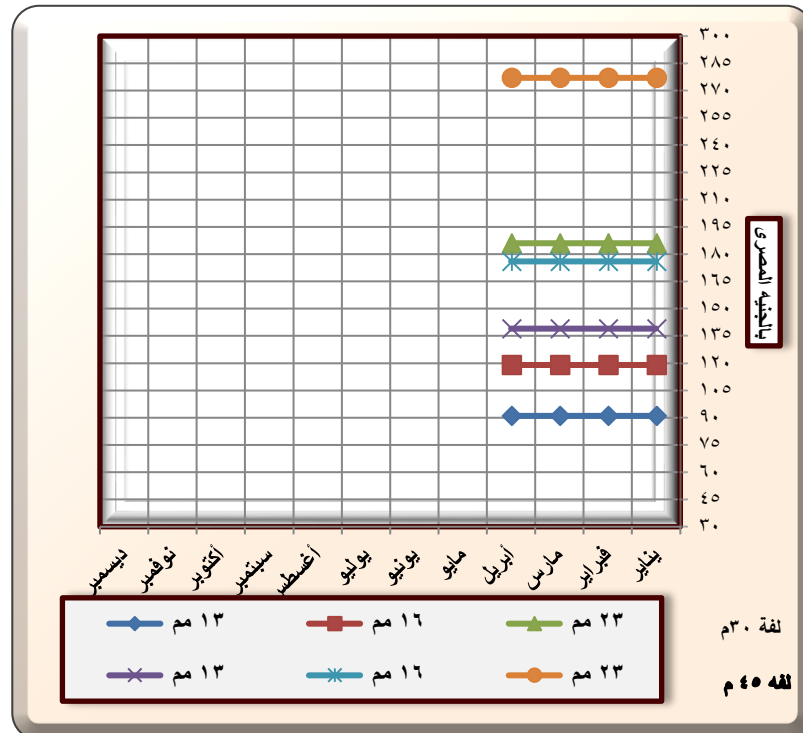 ٣٠٠
٢٨٥
٢٧٠
٢٥٥
٢٤٠
٢٢٥
٢١٠
١٩٥
١٨٠
١٦٥
١٥٠
١٣٥
١٢٠
١٠٥
٩٠
٧٥
٦٠
٤٥
٣٠
بالجنيه المصرى
يناير
فبراير
مارس
أبريل
مايو
يونيو
يوليو
أغسطس
سبتمبر
أكتوبر
نوفمبر
ديسمبر
لفة ٣٠م
٢٣ مم
١٦ مم
١٣ مم
لفه ٤٥ م
٢٣ مم
١٦ مم
١٣ مم